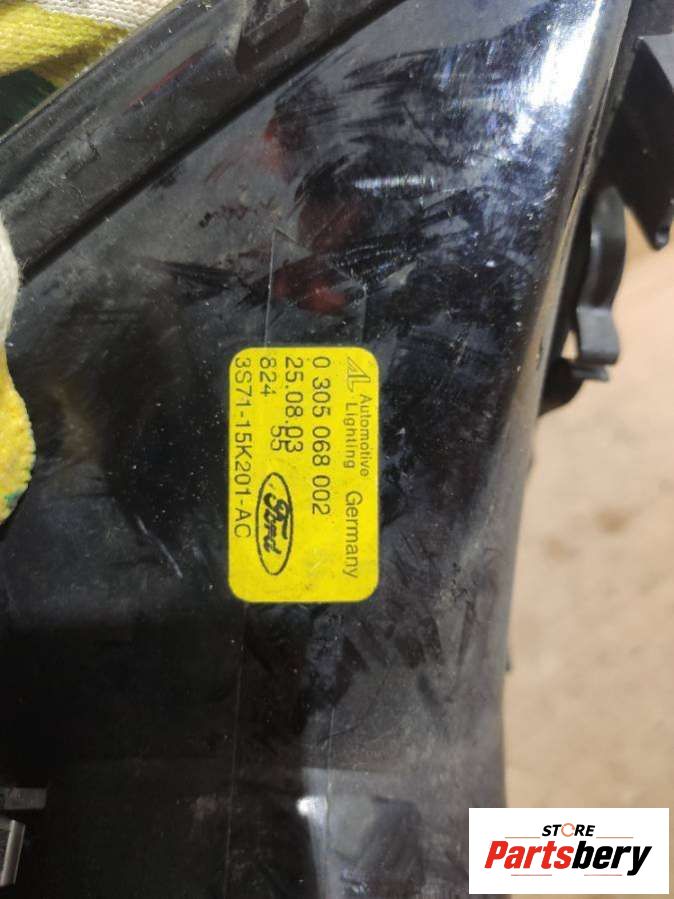 AL Automotive
Lighting Germany
0 305 068 002
25.08.03 55
824
3S71-15K201-AC
Ford
STORE
Partsbery